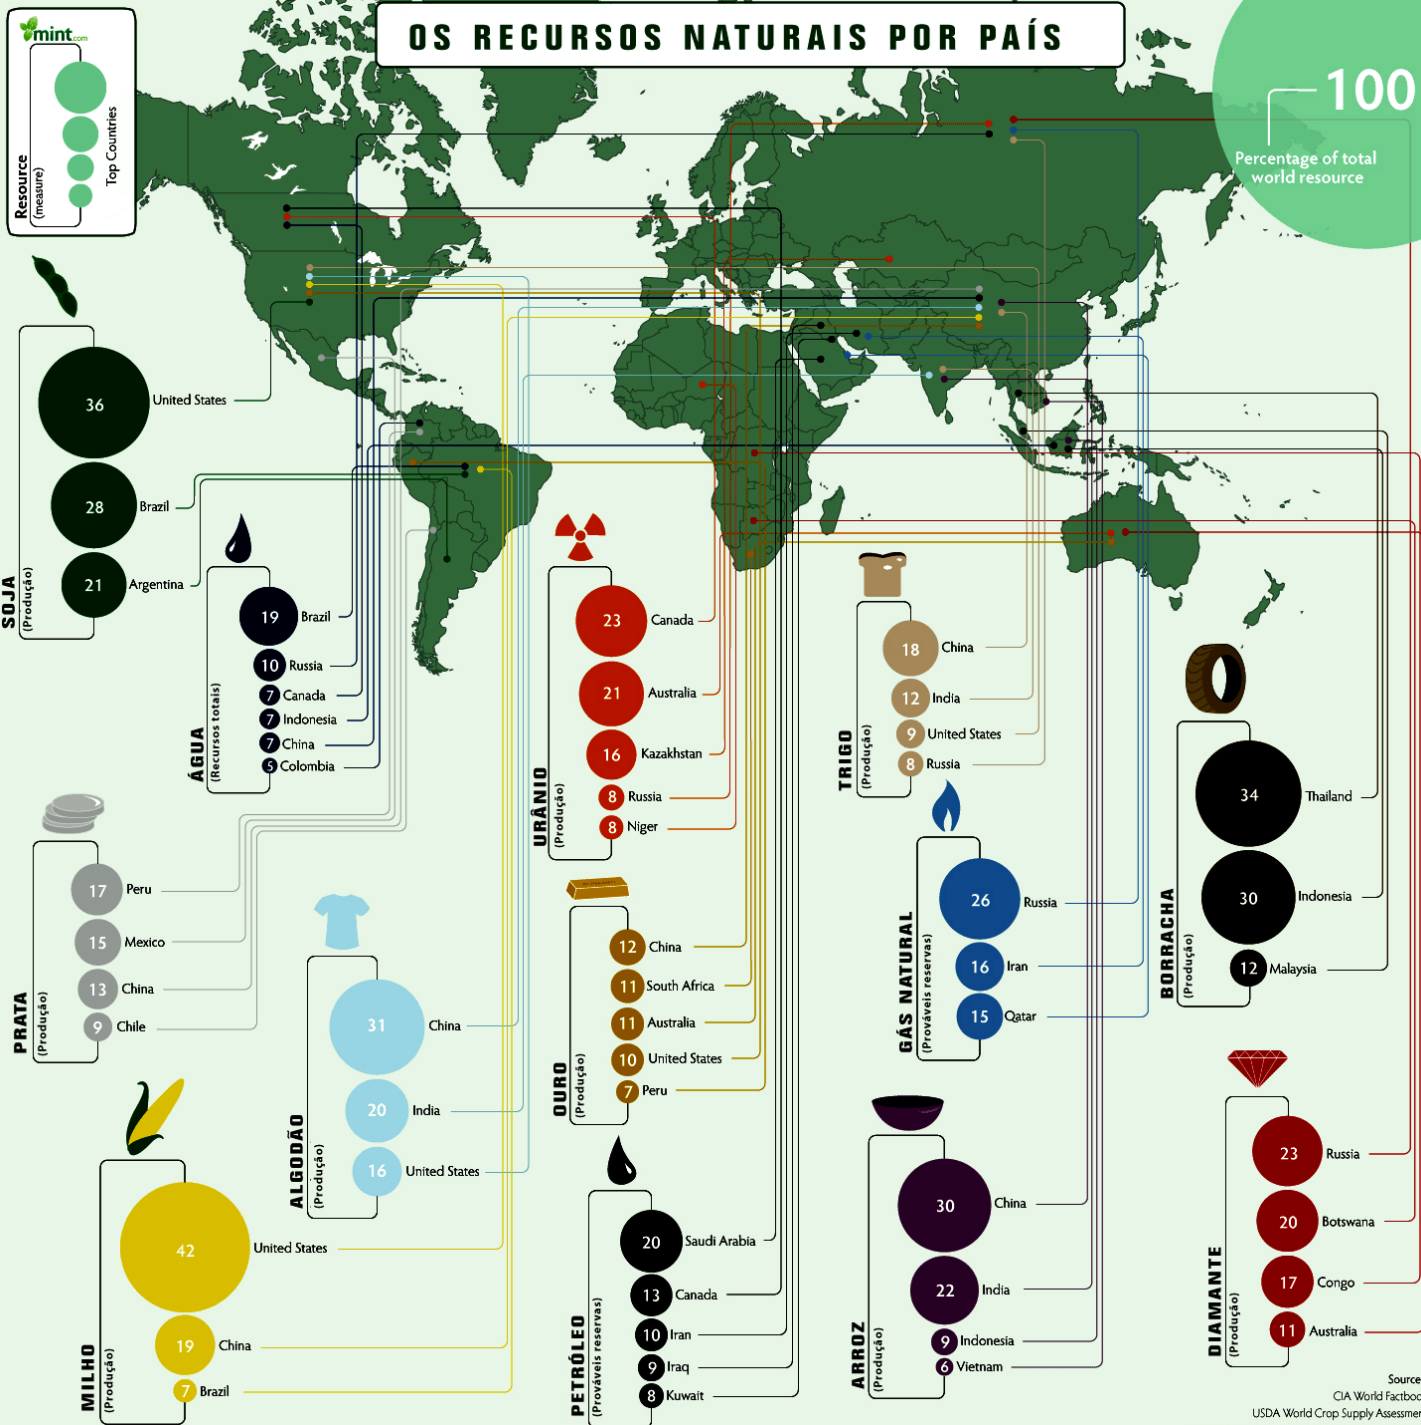 OS RECURSOS NATURAIS POR PAÍS
mint.com
Resource
(measure)
Top Countries
100
Percentage of total
world resource
SOJA
(Produção)
36 United States
28 Brazil
21 Argentina
ÁGUA
(Recursos totais)
19 Brazil
10 Russia
7 Canada
7 Indonesia
7 China
5 Colombia
URÂNIO
(Produção)
23 Canada
21 Australia
16 Kazakhstan
8 Russia
8 Niger
TRIGO
(Produção)
18 China
12 India
9 United States
8 Russia
BORRACHA
(Produção)
34 Thailand
30 Indonesia
12 Malaysia
PRATA
(Produção)
17 Peru
15 Mexico
13 China
9 Chile
ALGODÃO
(Produção)
31 China
20 India
16 United States
OURO
(Produção)
12 China
11 South Africa
11 Australia
10 United States
7 Peru
GÁS NATURAL
(Prováveis reservas)
26 Russia
16 Iran
15 Qatar
MILHO
(Produção)
42 United States
19 China
7 Brazil
PETRÓLEO
(Prováveis reservas)
20 Saudi Arabia
13 Canada
10 Iran
9 Iraq
8 Kuwait
ARROZ
(Produção)
30 China
22 India
9 Indonesia
6 Vietnam
DIAMANTE
(Produção)
23 Russia
20 Botswana
17 Congo
11 Australia
Source
CIA World Factboo
USDA World Crop Supply Assessmen